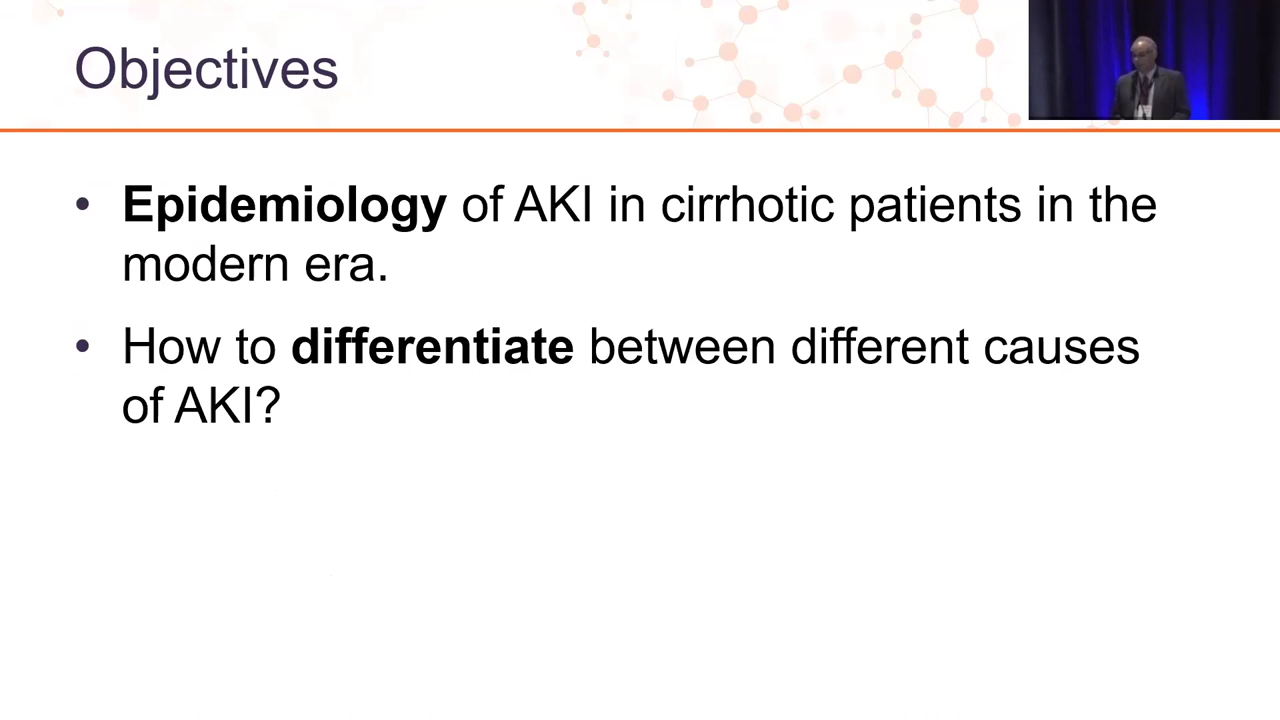 Objectives
• Epidemiology of AKI in cirrhotic patients in the
modern era.
• How to differentiate between different causes
of AKI?